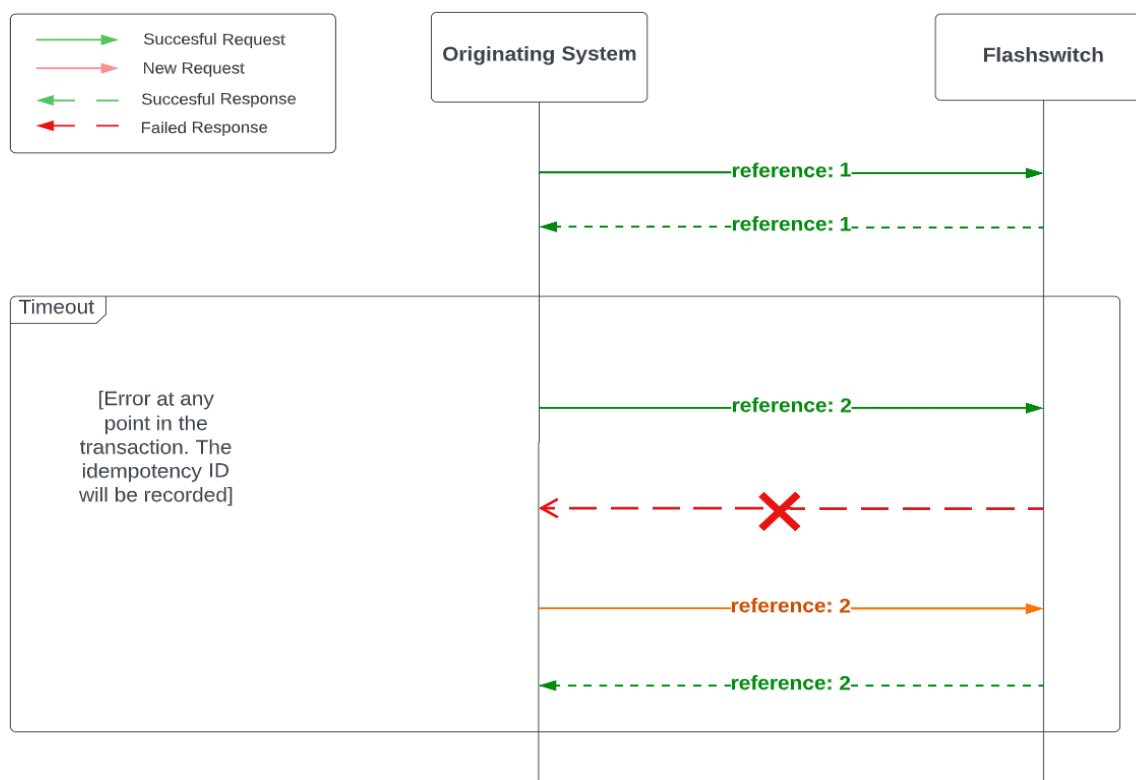 Succesful Request
New Request
Succesful Response
Failed Response
Originating System
Flashswitch
reference: 1
reference: 1
Timeout
[Error at any
point in the
transaction. The
idempotency ID
will be recorded]
reference: 2
reference: 2
reference: 2